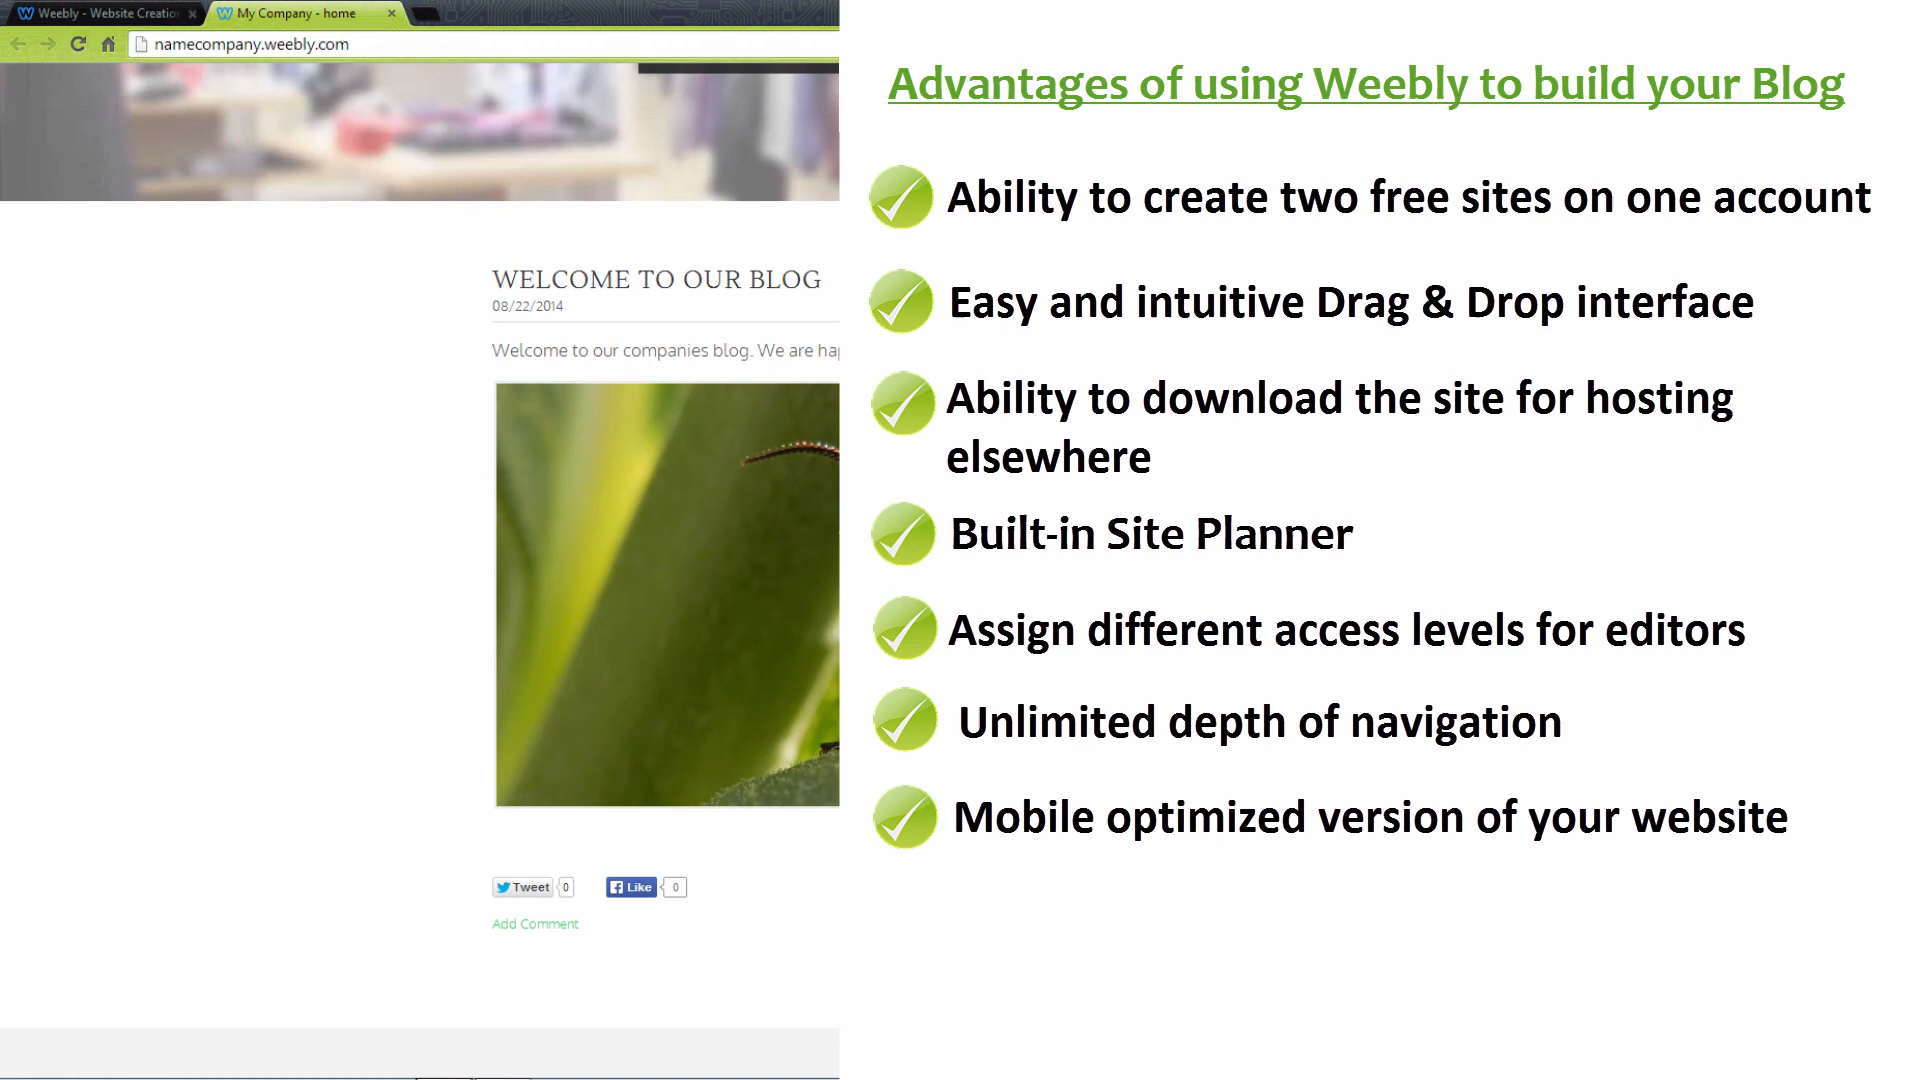 Weebly - Website Creation
My Company - home
namecompany.weebly.com
WELCOME TO OUR BLOG
08/22/2014
Welcome to our companies blog. We are
Tweet 0
Like 0
Add Comment
Advantages of using Weebly to build your Blog
Ability to create two free sites on one account
Easy and intuitive Drag & Drop interface
Ability to download the site for hosting
elsewhere
Built-in Site Planner
Assign different access levels for editors
Unlimited depth of navigation
Mobile optimized version of your website